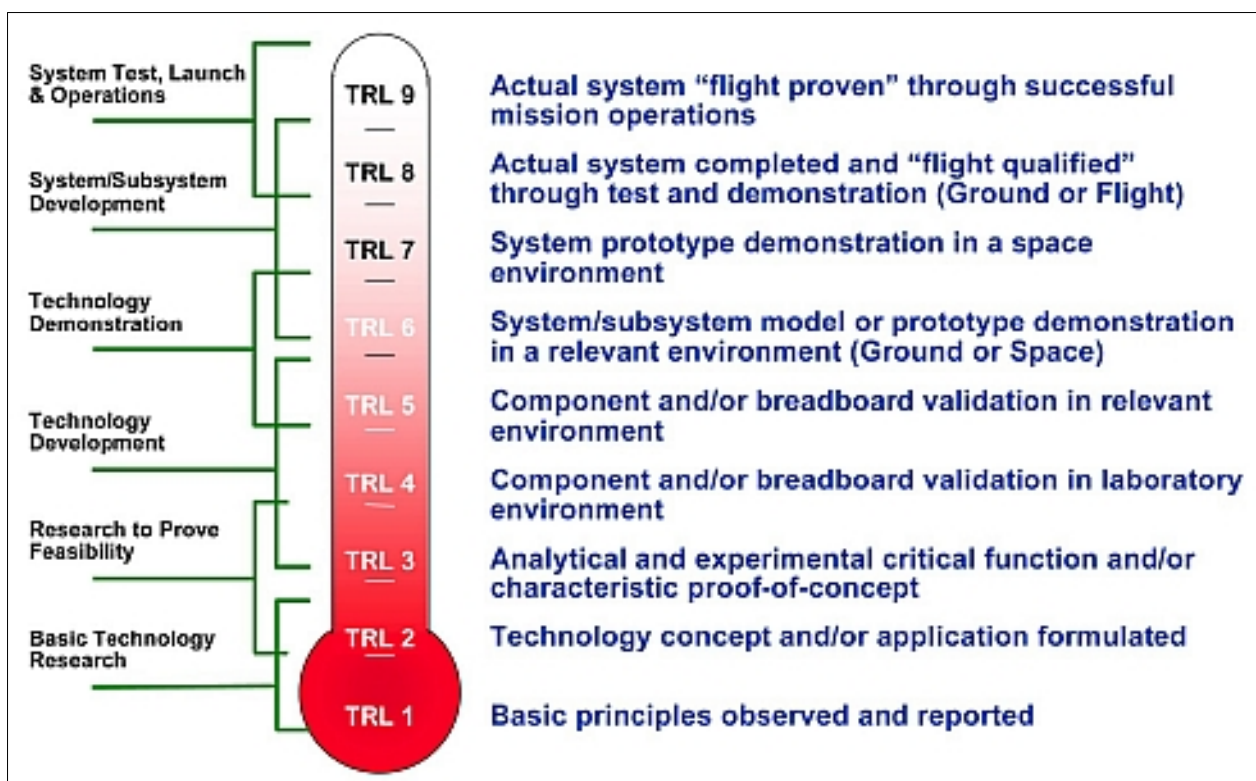 System Test, Launch
& Operations
System/Subsystem
Development
Technology
Demonstration
Technology
Development
Research to Prove
Feasibility
Basic Technology
Research
TRL 9
TRL 8
TRL 7
TRL 6
TRL 5
TRL 4
TRL 3
TRL 2
TRL 1
Actual system “flight proven” through successful
mission operations
Actual system completed and “flight qualified”
through test and demonstration (Ground or Flight)
System prototype demonstration in a space
environment
System/subsystem model or prototype demonstration
in a relevant environment (Ground or Space)
Component and/or breadboard validation in relevant
environment
Component and/or breadboard validation in laboratory
environment
Analytical and experimental critical function and/or
characteristic proof-of-concept
Technology concept and/or application formulated
Basic principles observed and reported